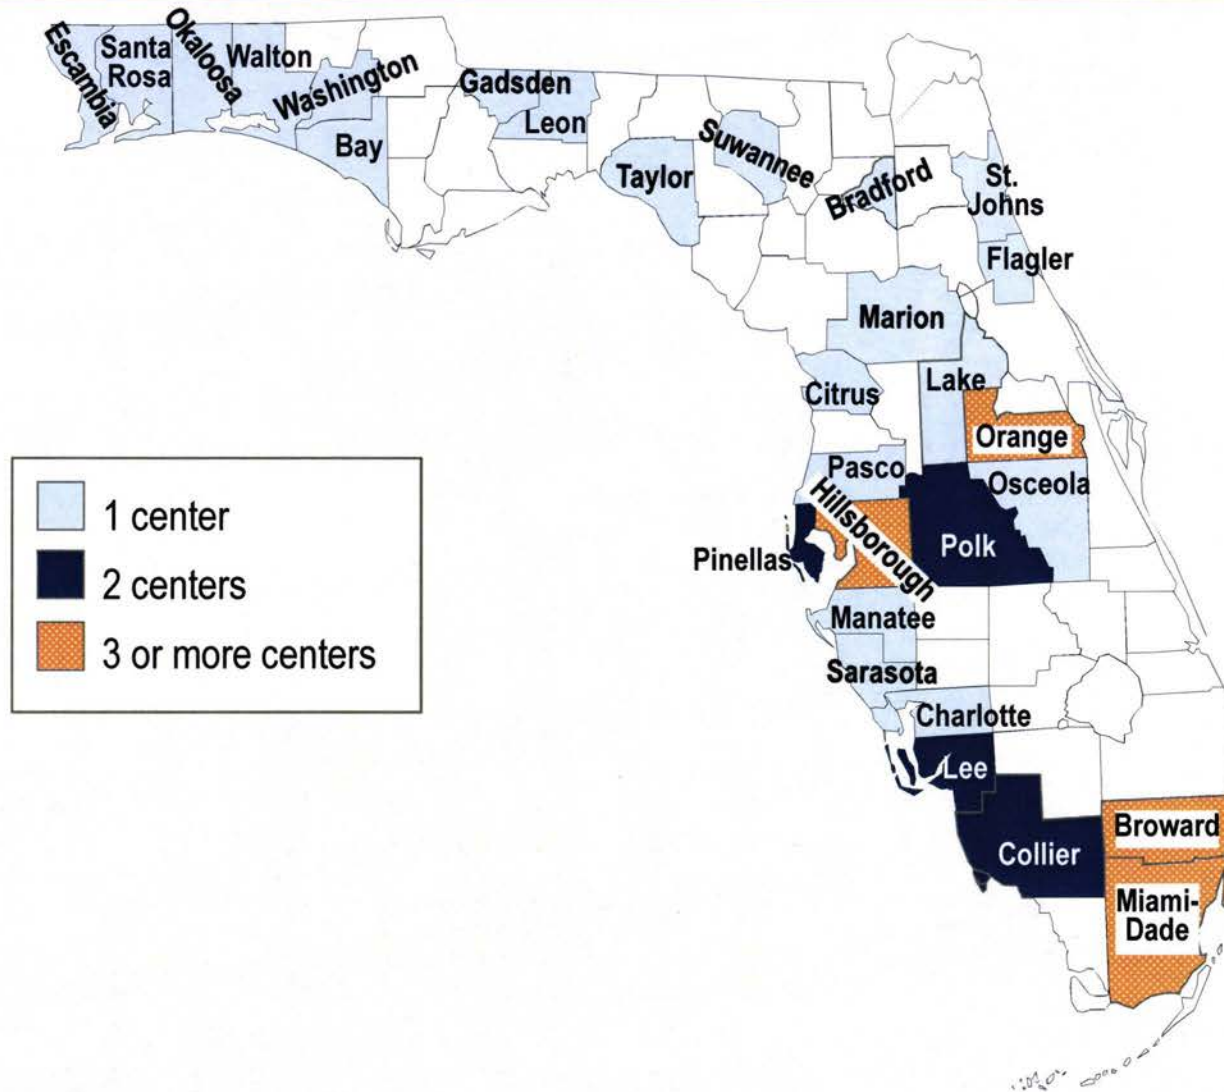 Escambia
Santa
Rosa
Okaloosa
Walton
Washington
Bay
Gadsden
Leon
Taylor
Suwannee
Bradford
St.
Johns
Flagler
Marion
Citrus
Lake
Orange
Pasco
Osceola
Hillsborough
Polk
Pinellas
Manatee
Sarasota
Charlotte
Lee
Collier
Broward
Miami-
Dade
1 center
2 centers
3 or more centers